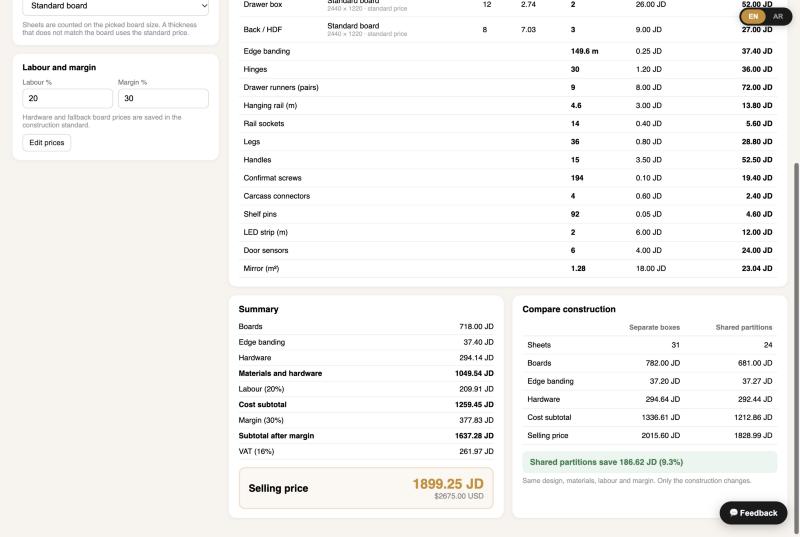 Standard board
Sheets are counted on the picked board size. A thickness
that does not match the board uses the standard price.
Labour and margin
Labour % Margin %
20 30
Hardware and fallback board prices are saved in the
construction standard.
Edit prices
Drawer box Standard board 12 2.74 2 26.00 JD 52.00 JD
2440 × 1220 · standard price
EN AR
Back / HDF Standard board 8 7.03 3 9.00 JD 27.00 JD
2440 × 1220 · standard price
Edge banding 149.6 m 0.25 JD 37.40 JD
Hinges 30 1.20 JD 36.00 JD
Drawer runners (pairs) 9 8.00 JD 72.00 JD
Hanging rail (m) 4.6 3.00 JD 13.80 JD
Rail sockets 14 0.40 JD 5.60 JD
Legs 36 0.80 JD 28.80 JD
Handles 15 3.50 JD 52.50 JD
Confirmat screws 194 0.10 JD 19.40 JD
Carcass connectors 4 0.60 JD 2.40 JD
Shelf pins 92 0.05 JD 4.60 JD
LED strip (m) 2 6.00 JD 12.00 JD
Door sensors 6 4.00 JD 24.00 JD
Mirror (m²) 1.28 18.00 JD 23.04 JD
Summary
Boards 718.00 JD
Edge banding 37.40 JD
Hardware 294.14 JD
Materials and hardware 1049.54 JD
Labour (20%) 209.91 JD
Cost subtotal 1259.45 JD
Margin (30%) 377.83 JD
Subtotal after margin 1637.28 JD
VAT (16%) 261.97 JD
Selling price 1899.25 JD
$2675.00 USD
Compare construction
Separate boxes Shared partitions
Sheets 31 24
Boards 782.00 JD 681.00 JD
Edge banding 37.20 JD 37.27 JD
Hardware 294.64 JD 292.44 JD
Cost subtotal 1336.61 JD 1212.86 JD
Selling price 2015.60 JD 1828.99 JD
Shared partitions save 186.62 JD (9.3%)
Same design, materials, labour and margin. Only the construction changes.
Feedback